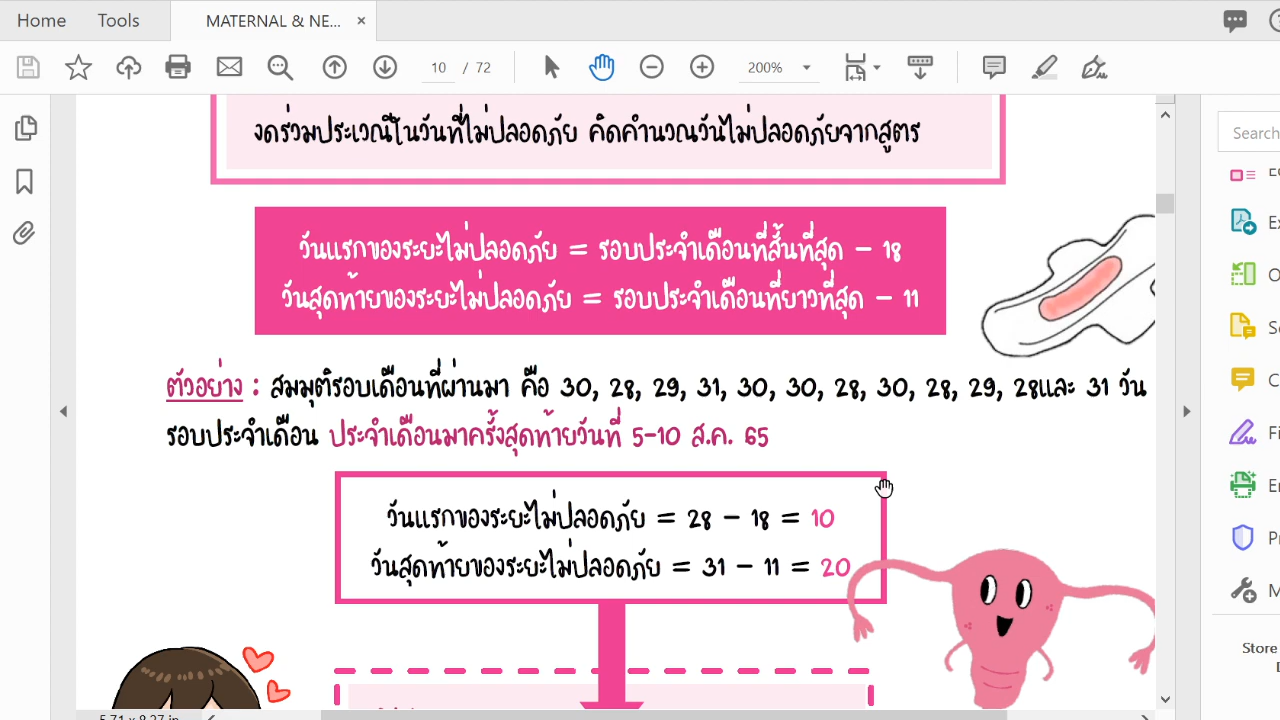 Home Tools MATERNAL & NE... ×
10 / 72 200%
Search
งดร่วมประเวณีในวันที่ไม่ปลอดภัย คิดคำนวณวันไม่ปลอดภัยจากสูตร
วันแรกของระยะไม่ปลอดภัย = รอบประจำเดือนที่สั้นที่สุด - 18
วันสุดท้ายของระยะไม่ปลอดภัย = รอบประจำเดือนที่ยาวที่สุด - 11
ตัวอย่าง : สมมุติรอบเดือนที่ผ่านมา คือ 30, 28, 29, 31, 30, 30, 28, 30, 28, 29, 28และ 31 วัน
รอบประจำเดือน ประจำเดือนมาครั้งสุดท้ายวันที่ 5-10 ส.ค. 65
วันแรกของระยะไม่ปลอดภัย = 28 - 18 = 10
วันสุดท้ายของระยะไม่ปลอดภัย = 31 - 11 = 20
Store